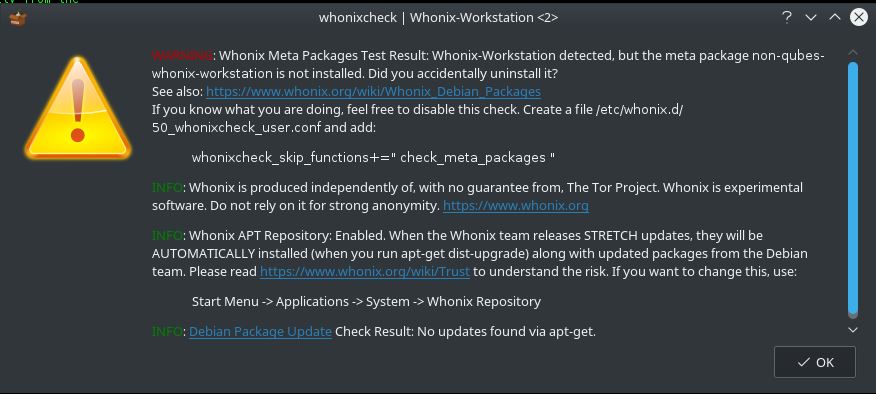 ity from the
whonixcheck | Whonix-Workstation <2>
WARNING: Whonix Meta Packages Test Result: Whonix-Workstation detected, but the meta package non-qubes-
whonix-workstation is not installed. Did you accidentally uninstall it?
See also: https://www.whonix.org/wiki/Whonix_Debian_Packages
If you know what you are doing, feel free to disable this check. Create a file /etc/whonix.d/
50_whonixcheck_user.conf and add:
whonixcheck_skip_functions+=" check_meta_packages "
INFO: Whonix is produced independently of, with no guarantee from, The Tor Project. Whonix is experimental
software. Do not rely on it for strong anonymity. https://www.whonix.org
INFO: Whonix APT Repository: Enabled. When the Whonix team releases STRETCH updates, they will be
AUTOMATICALLY installed (when you run apt-get dist-upgrade) along with updated packages from the Debian
team. Please read https://www.whonix.org/wiki/Trust to understand the risk. If you want to change this, use:
Start Menu -> Applications -> System -> Whonix Repository
INFO: Debian Package Update Check Result: No updates found via apt-get.
OK